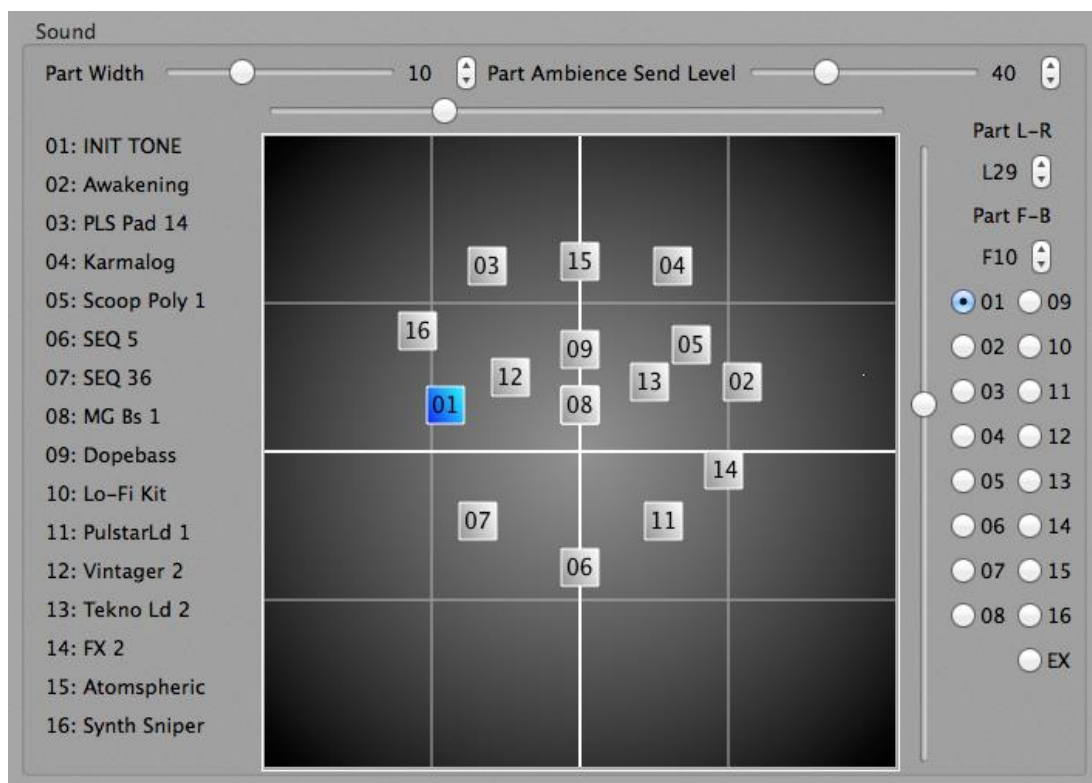 Sound
Part Width 10 Part Ambience Send Level 40
Part L-R
L29
Part F-B
F10
01: INIT TONE
02: Awakening
03: PLS Pad 14
04: Karmalog
05: Scoop Poly 1
06: SEQ 5
07: SEQ 36
08: MG Bs 1
09: Dopebass
10: Lo-Fi Kit
11: PulstarLd 1
12: Vintager 2
13: Tekno Ld 2
14: FX 2
15: Atomspheric
16: Synth Sniper
03 15 04
16 09 05
12 13 02
01 08
14
07 11
06
01 09
02 10
03 11
04 12
05 13
06 14
07 15
08 16
EX